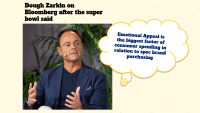 Dough Zarkin on
Bloomberg after the super
bowl said
Emotional Appeal is
the biggest factor of
consumer spending in
relation to spec brand
purchasing